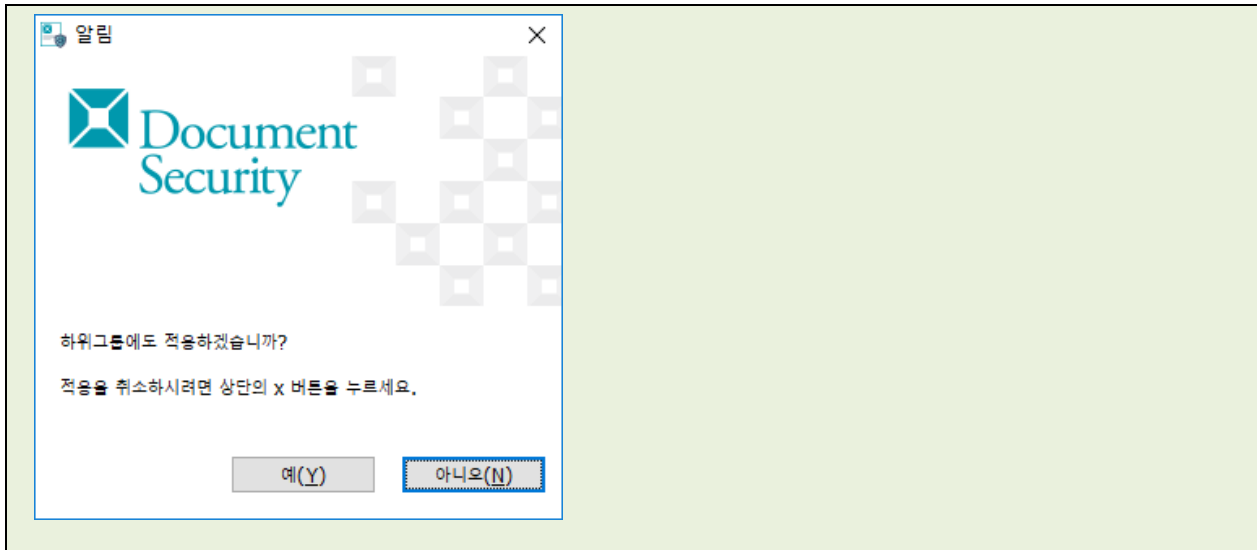 알림
Document
Security
하위그룹에도 적용하겠습니까?
적용을 취소하시려면 상단의 x 버튼을 누르세요.
예(Y)
아니오(N)